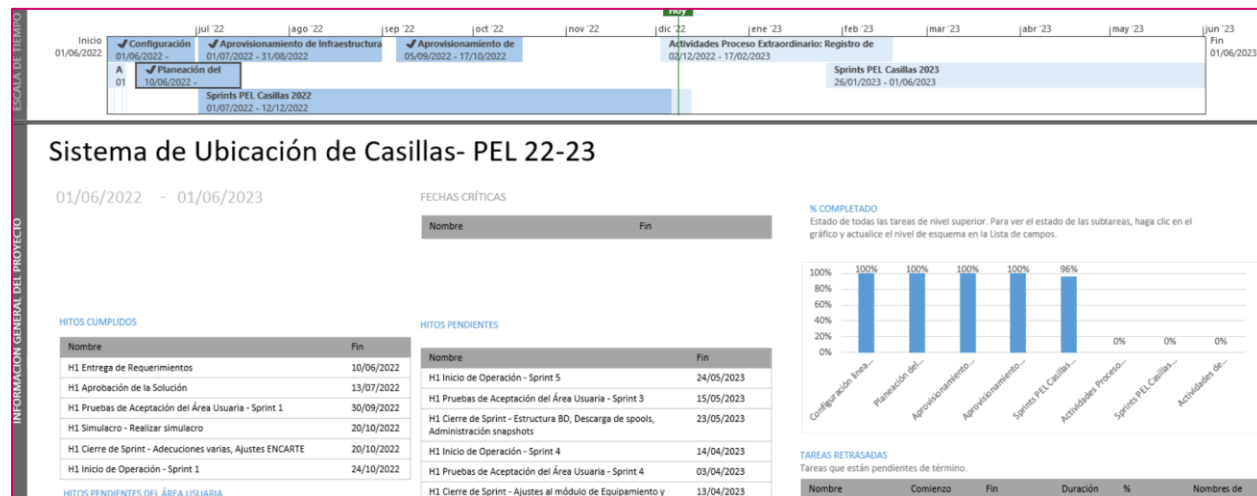 ESCALA DE TIEMPO
Hoy
jul '22
ago '22
sep '22
oct '22
nov '22
dic '22
ene '23
feb '23
mar '23
abr '23
may '23
jun '23
Inicio
01/06/2022
Configuración
01/06/2022 -
Aprovisionamiento de Infraestructura
01/07/2022 - 31/08/2022
Aprovisionamiento de
05/09/2022 - 17/10/2022
Actividades Proceso Extraordinario: Registro de
02/12/2022 - 17/02/2023
Fin
01/06/2023
A
01
Planeación del
10/06/2022 -
Sprints PEL Casillas 2023
26/01/2023 - 01/06/2023
Sprints PEL Casillas 2022
01/07/2022 - 12/12/2022
INFORMACIÓN GENERAL DEL PROYECTO
Sistema de Ubicación de Casillas- PEL 22-23
01/06/2022 - 01/06/2023
FECHAS CRÍTICAS
Nombre Fin
% COMPLETADO
Estado de todas las tareas de nivel superior. Para ver el estado de las subtareas, haga clic en el
gráfico y actualice el nivel de esquema en la Lista de campos.
100%
80%
60%
40%
20%
0%
100% 100% 100% 100% 96% 0% 0% 0%
Configuración línea...
Planeación del...
Aprovisionamiento...
Aprovisionamiento...
Sprints PEL Casillas...
Actividades Proceso...
Sprints PEL Casillas...
Actividades de...
HITOS CUMPLIDOS
Nombre Fin
H1 Entrega de Requerimientos 10/06/2022
H1 Aprobación de la Solución 13/07/2022
H1 Pruebas de Aceptación del Área Usuaria - Sprint 1 30/09/2022
H1 Simulacro - Realizar simulacro 20/10/2022
H1 Cierre de Sprint - Adecuciones varias, Ajustes ENCARTE 20/10/2022
H1 Inicio de Operación - Sprint 1 24/10/2022
HITOS PENDIENTES DEL ÁREA USUARIA
HITOS PENDIENTES
Nombre Fin
H1 Inicio de Operación - Sprint 5 24/05/2023
H1 Pruebas de Aceptación del Área Usuaria - Sprint 3 15/05/2023
H1 Cierre de Sprint - Estructura BD, Descarga de spools, 23/05/2023
Administración snapshots
H1 Inicio de Operación - Sprint 4 14/04/2023
H1 Pruebas de Aceptación del Área Usuaria - Sprint 4 03/04/2023
H1 Cierre de Sprint - Ajustes al módulo de Equipamiento y 13/04/2023
TAREAS RETRASADAS
Tareas que están pendientes de término.
Nombre Comienzo Fin Duración % Nombres de